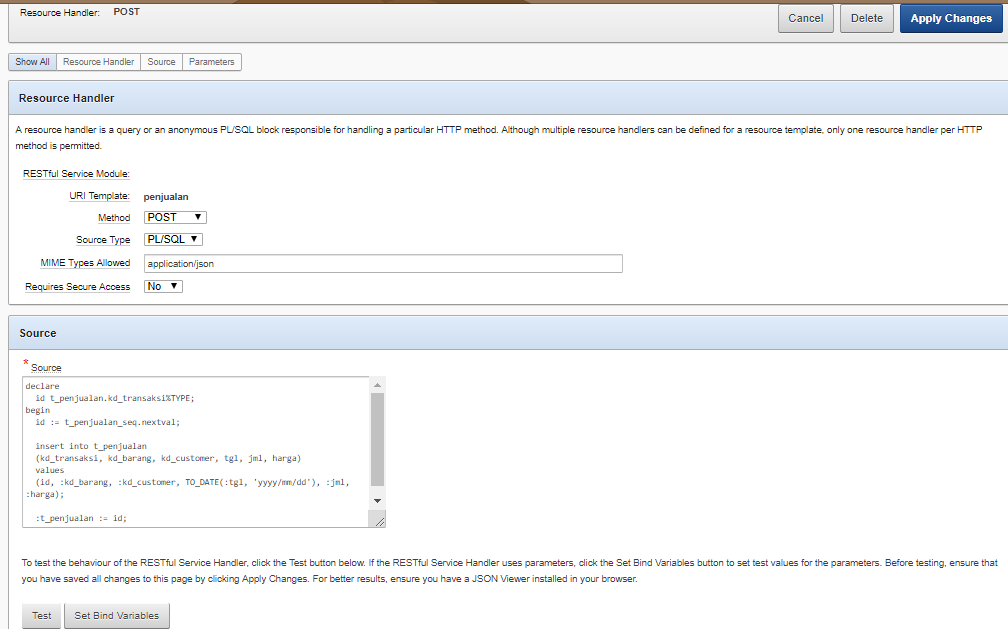 Resource Handler: POST
Cancel Delete Apply Changes
Show All Resource Handler Source Parameters
Resource Handler
A resource handler is a query or an anonymous PL/SQL block responsible for handling a particular HTTP method. Although multiple resource handlers can be defined for a resource template, only one resource handler per HTTP
method is permitted.
RESTful Service Module:
URI Template: penjualan
Method POST
Source Type PL/SQL
MIME Types Allowed application/json
Requires Secure Access No
Source
* Source
declare
id t_penjualan.kd_transaksi%TYPE;
begin
id := t_penjualan_seq.nextval;
insert into t_penjualan
(kd_transaksi, kd_barang, kd_customer, tgl, jml, harga)
values
(id, :kd_barang, :kd_customer, TO_DATE(:tgl, 'yyyy/mm/dd'), :jml,
:harga);
:t_penjualan := id;
To test the behaviour of the RESTful Service Handler, click the Test button below. If the RESTful Service Handler uses parameters, click the Set Bind Variables button to set test values for the parameters. Before testing, ensure that
you have saved all changes to this page by clicking Apply Changes. For better results, ensure you have a JSON Viewer installed in your browser.
Test Set Bind Variables